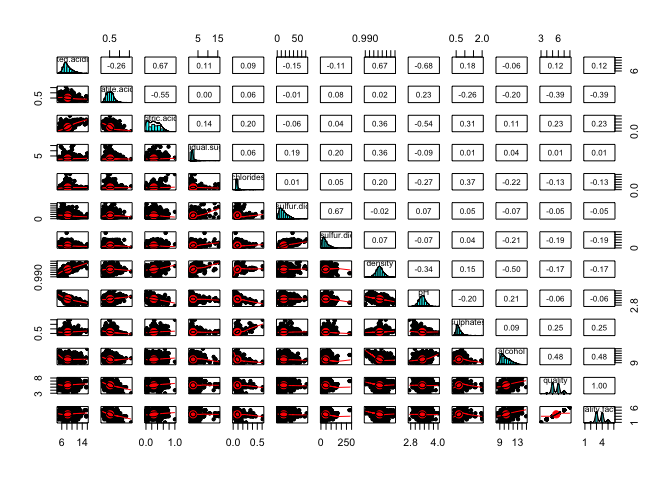 0.5 5 15 0 50 0.990 0.5 2.0 3 6
-0.26 0.67 0.11 0.09 -0.15 -0.11 0.67 -0.68 0.18 -0.06 0.12 0.12 6
0.5 -0.55 0.00 0.06 -0.01 0.08 0.02 0.23 -0.26 -0.20 -0.39 -0.39
0.14 0.20 -0.06 0.04 0.36 -0.54 0.31 0.11 0.23 0.23 0.0
5 0.06 0.19 0.20 0.36 -0.09 0.01 0.04 0.01 0.01
chlorides 0.01 0.05 0.20 -0.27 0.37 -0.22 -0.13 -0.13 0.0
0 0.67 -0.02 0.07 0.05 -0.07 -0.05 -0.05
0.07 -0.07 0.04 -0.21 -0.19 -0.19 0
0.990 density -0.34 0.15 -0.50 -0.17 -0.17
pH -0.20 0.21 -0.06 -0.06 2.8
0.5 sulphates 0.09 0.25 0.25
alcohol 0.48 0.48 9
3 8 quality 1.00
1 6
6 14 0.0 1.0 0.0 0.5 0 250 2.8 4.0 9 13 1 4